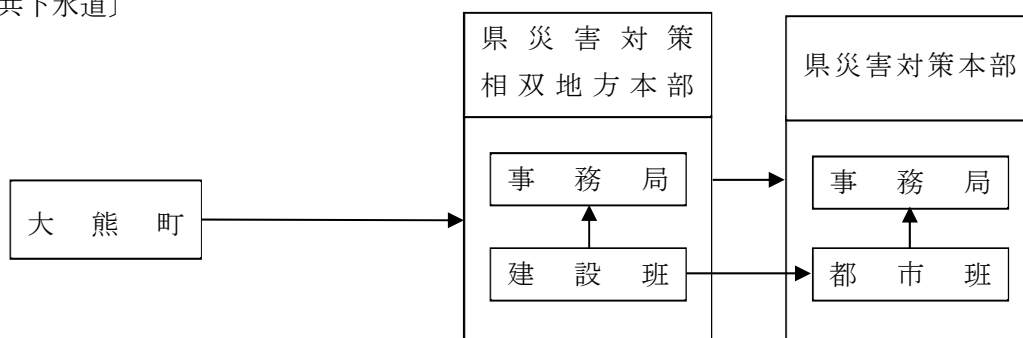 共下水道〕
県災害対策
相双地方本部
県災害対策本部
事務局
事務局
大熊町
建設班
都市班